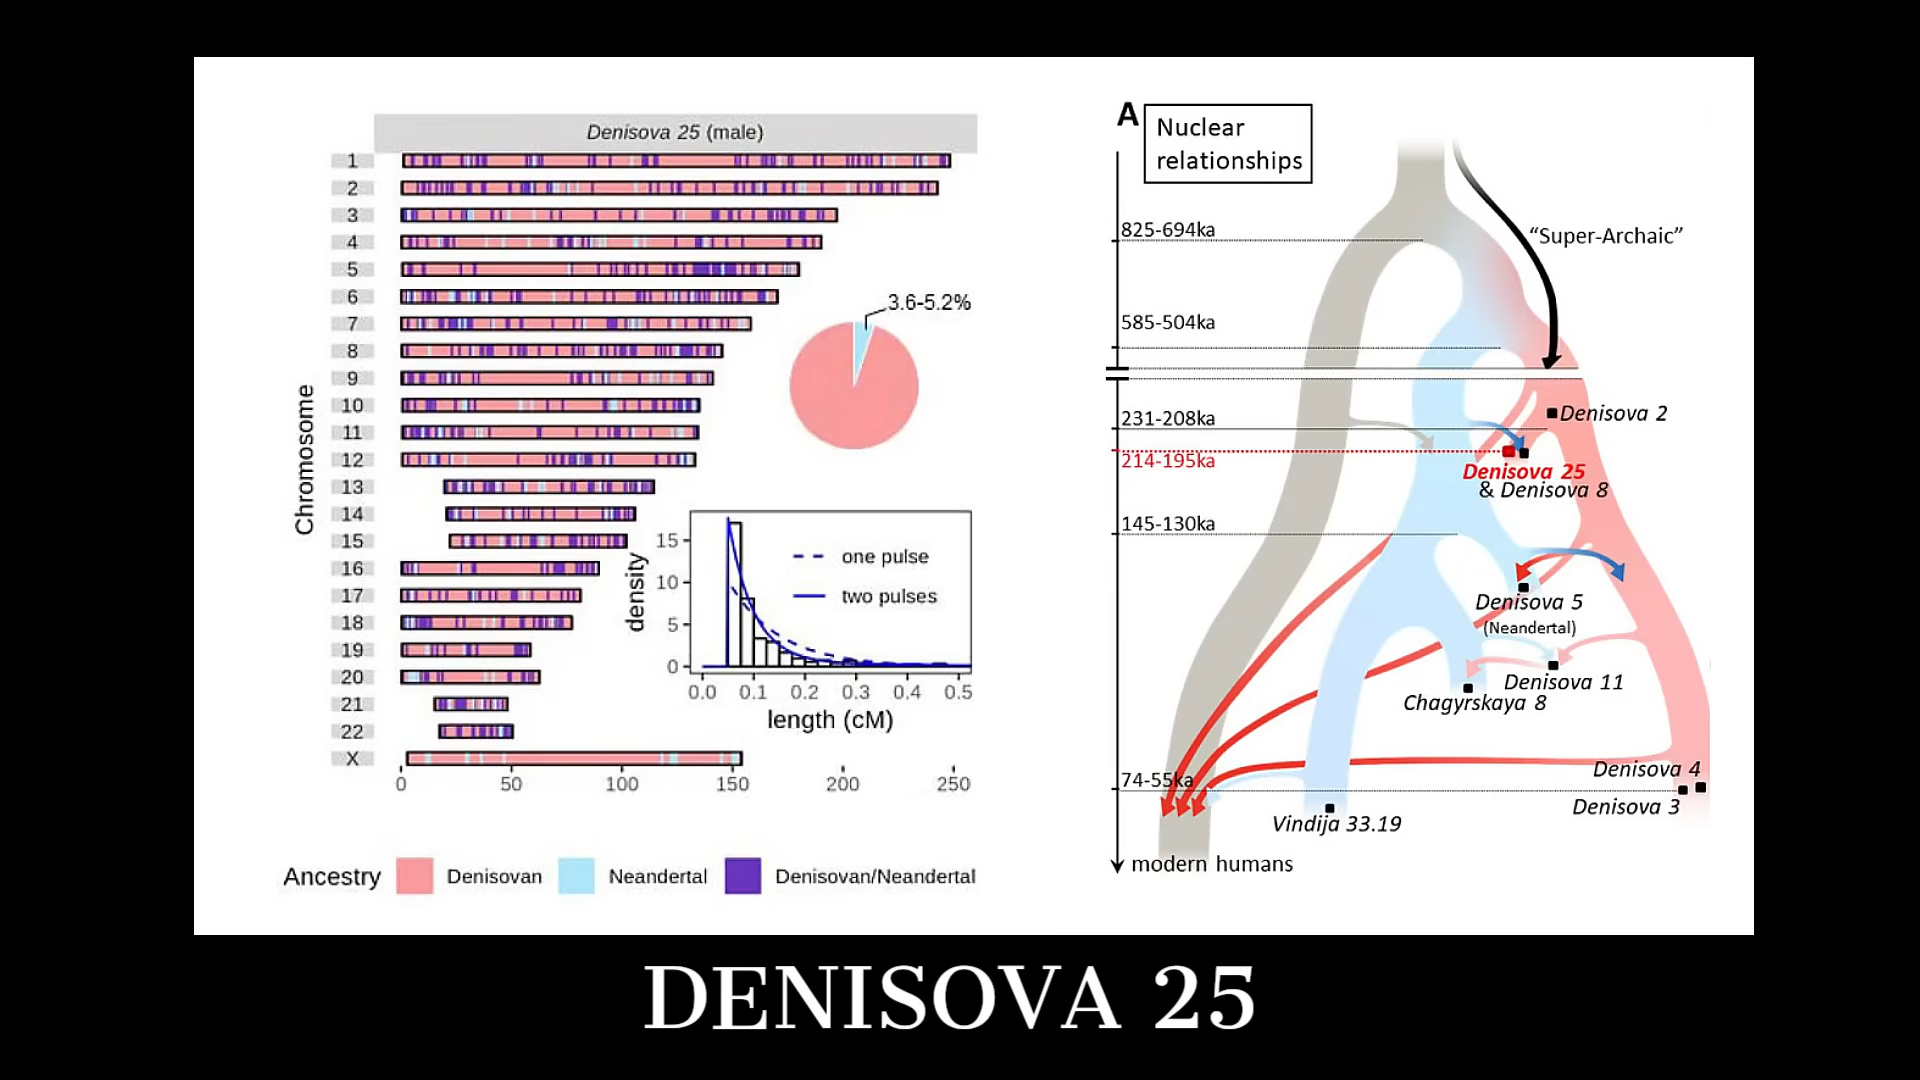 Denisova 25 (male)
1
2
3
4
5
6
7
8
9
10
11
12
13
14
15
16
17
18
19
20
21
22
X
Chromosome
0 50 100 150 200 250
3.6-5.2%
density
15
10
5
0
one pulse
two pulses
0.0 0.1 0.2 0.3 0.4 0.5
length (cM)
Ancestry Denisovan Neandertal Denisovan/Neandertal
A
Nuclear
relationships
"Super-Archaic"
825-694ka
585-504ka
231-208ka
Denisova 2
214-195ka
Denisova 25
& Denisova 8
145-130ka
Denisova 5
(Neandertal)
Denisova 11
Chagyrskaya 8
74-55ka
Denisova 4
Denisova 3
Vindija 33.19
modern humans
DENISOVA 25